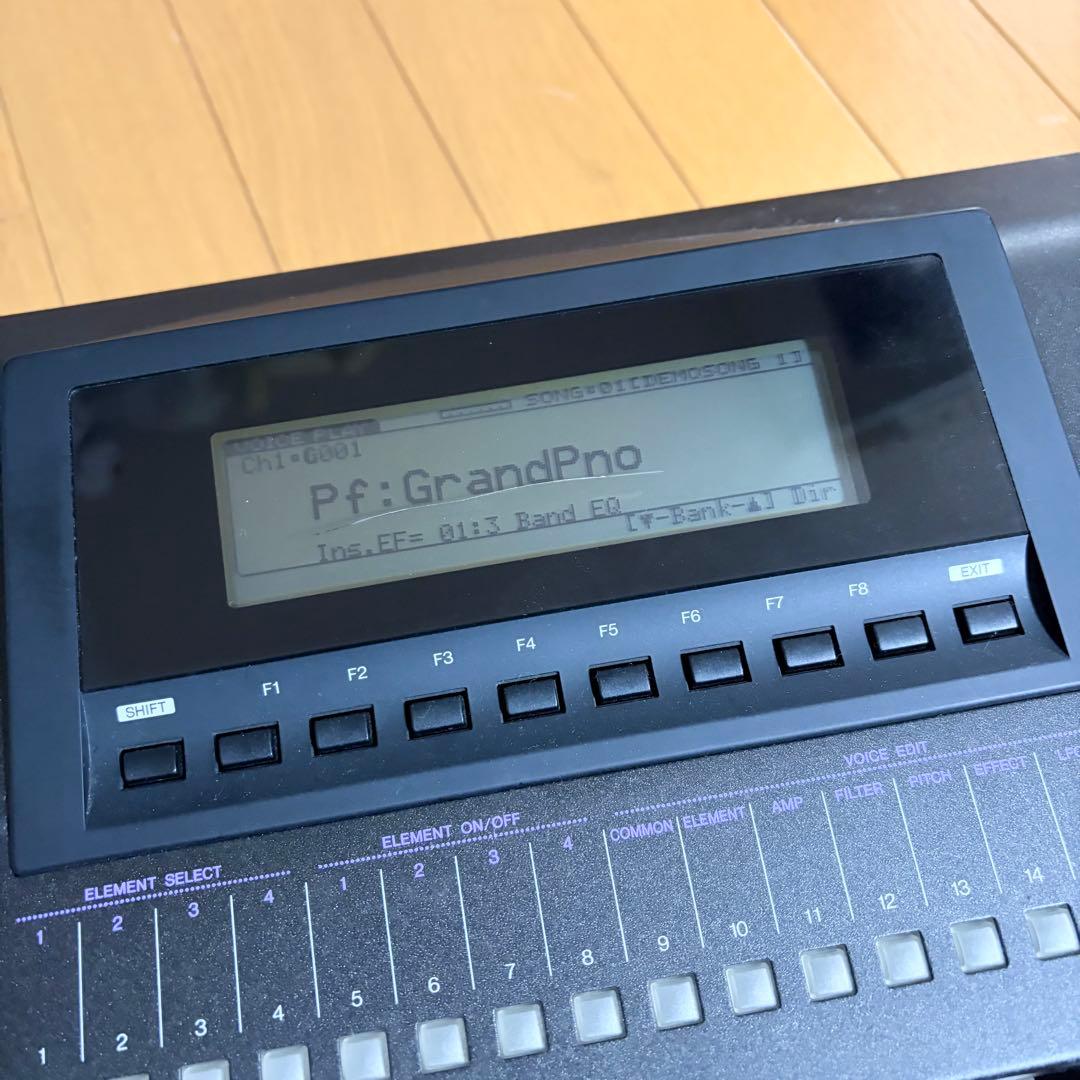 VOICE PLAY SONG=01[DEMOSONG 1]
Ch1=G001
Pf:GrandPno
Ins.EF= 01:3 Band EQ
[▼-Bank-▲] Dir
EXIT
SHIFT F1 F2 F3 F4 F5 F6 F7 F8
VOICE EDIT
ELEMENT SELECT ELEMENT ON/OFF
1 2 3 4 1 2 3 4 COMMON ELEMENT AMP FILTER PITCH EFFECT
1 2 3 4 5 6 7 8 9 10 11 12 13 14